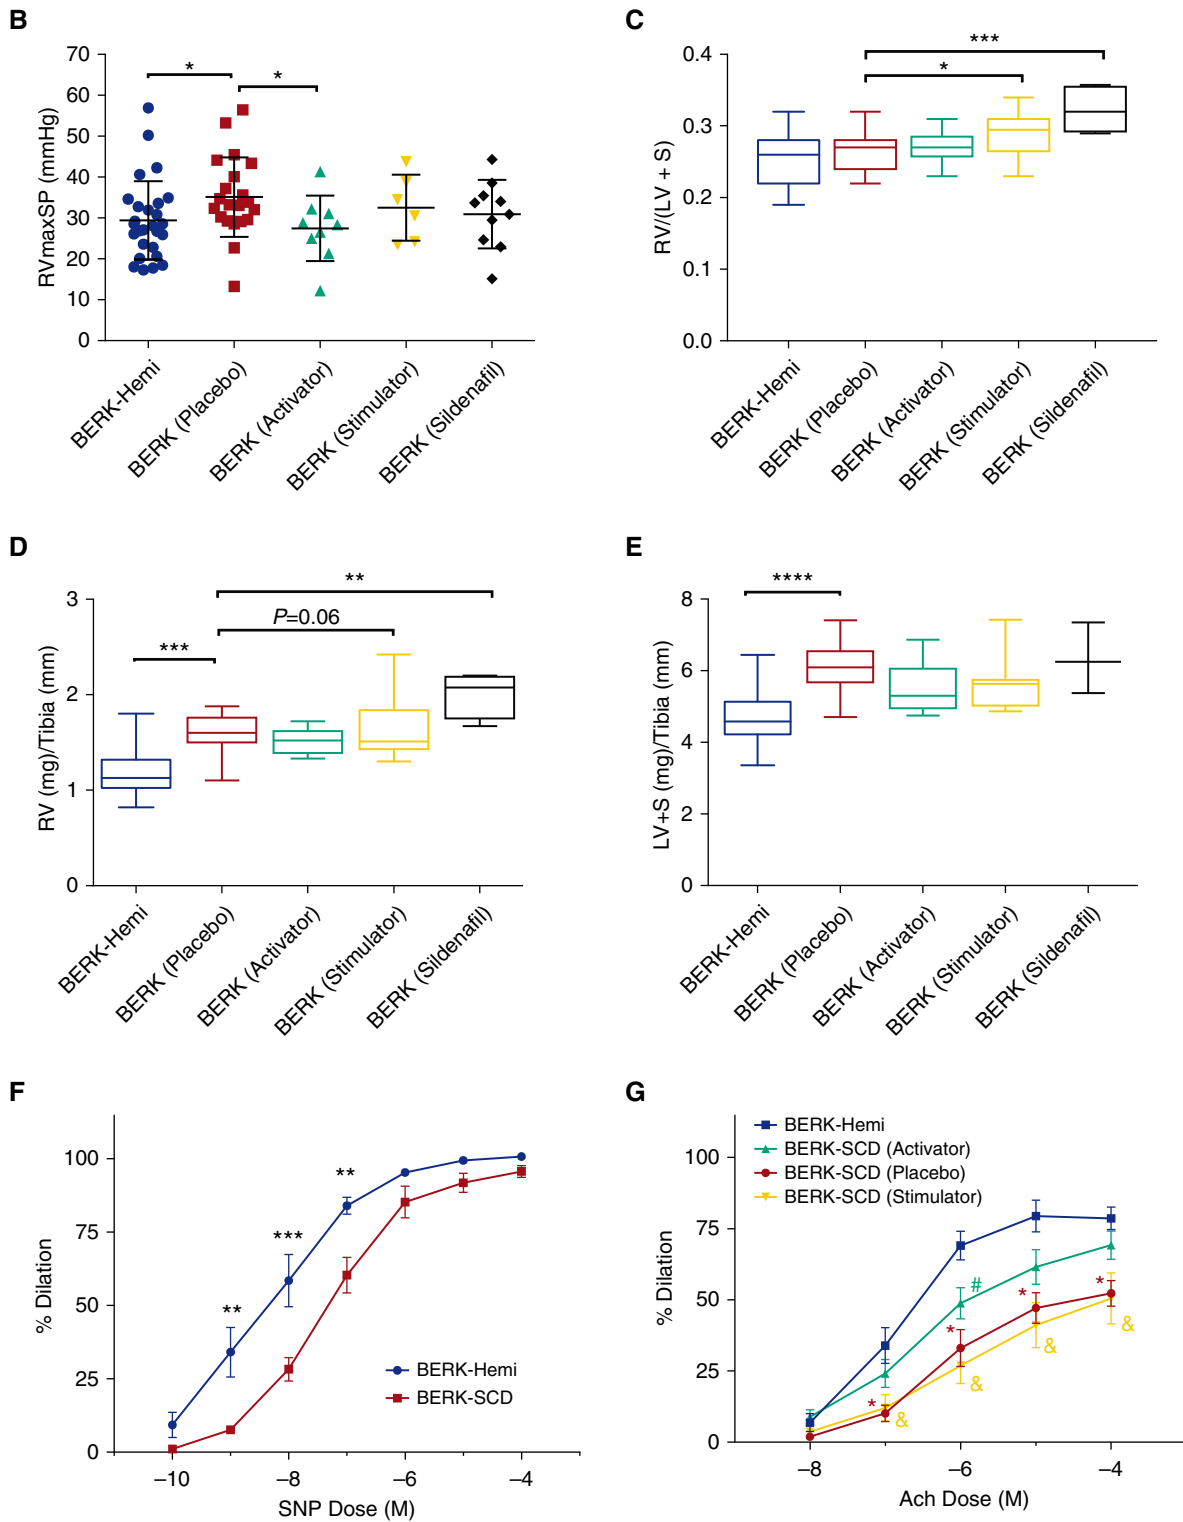 B
70
60
50
40
30
20
10
0
RVmaxSP (mmHg)
*
*
BERK-Hemi
BERK (Placebo)
BERK (Activator)
BERK (Stimulator)
BERK (Sildenafil)
C
0.4
0.3
0.2
0.1
0.0
RV/(LV + S)
***
*
BERK-Hemi
BERK (Placebo)
BERK (Activator)
BERK (Stimulator)
BERK (Sildenafil)
D
3
2
1
0
RV (mg)/Tibia (mm)
**
P=0.06
***
BERK-Hemi
BERK (Placebo)
BERK (Activator)
BERK (Stimulator)
BERK (Sildenafil)
E
8
6
4
2
0
LV+S (mg)/Tibia (mm)
****
BERK-Hemi
BERK (Placebo)
BERK (Activator)
BERK (Stimulator)
BERK (Sildenafil)
F
100
75
50
25
0
% Dilation
**
***
**
BERK-Hemi
BERK-SCD
–10
–8
–6
–4
SNP Dose (M)
G
BERK-Hemi
BERK-SCD (Activator)
BERK-SCD (Placebo)
BERK-SCD (Stimulator)
100
75
50
25
0
% Dilation
#
*
*
*
*
&
&
&
&
–8
–6
–4
Ach Dose (M)